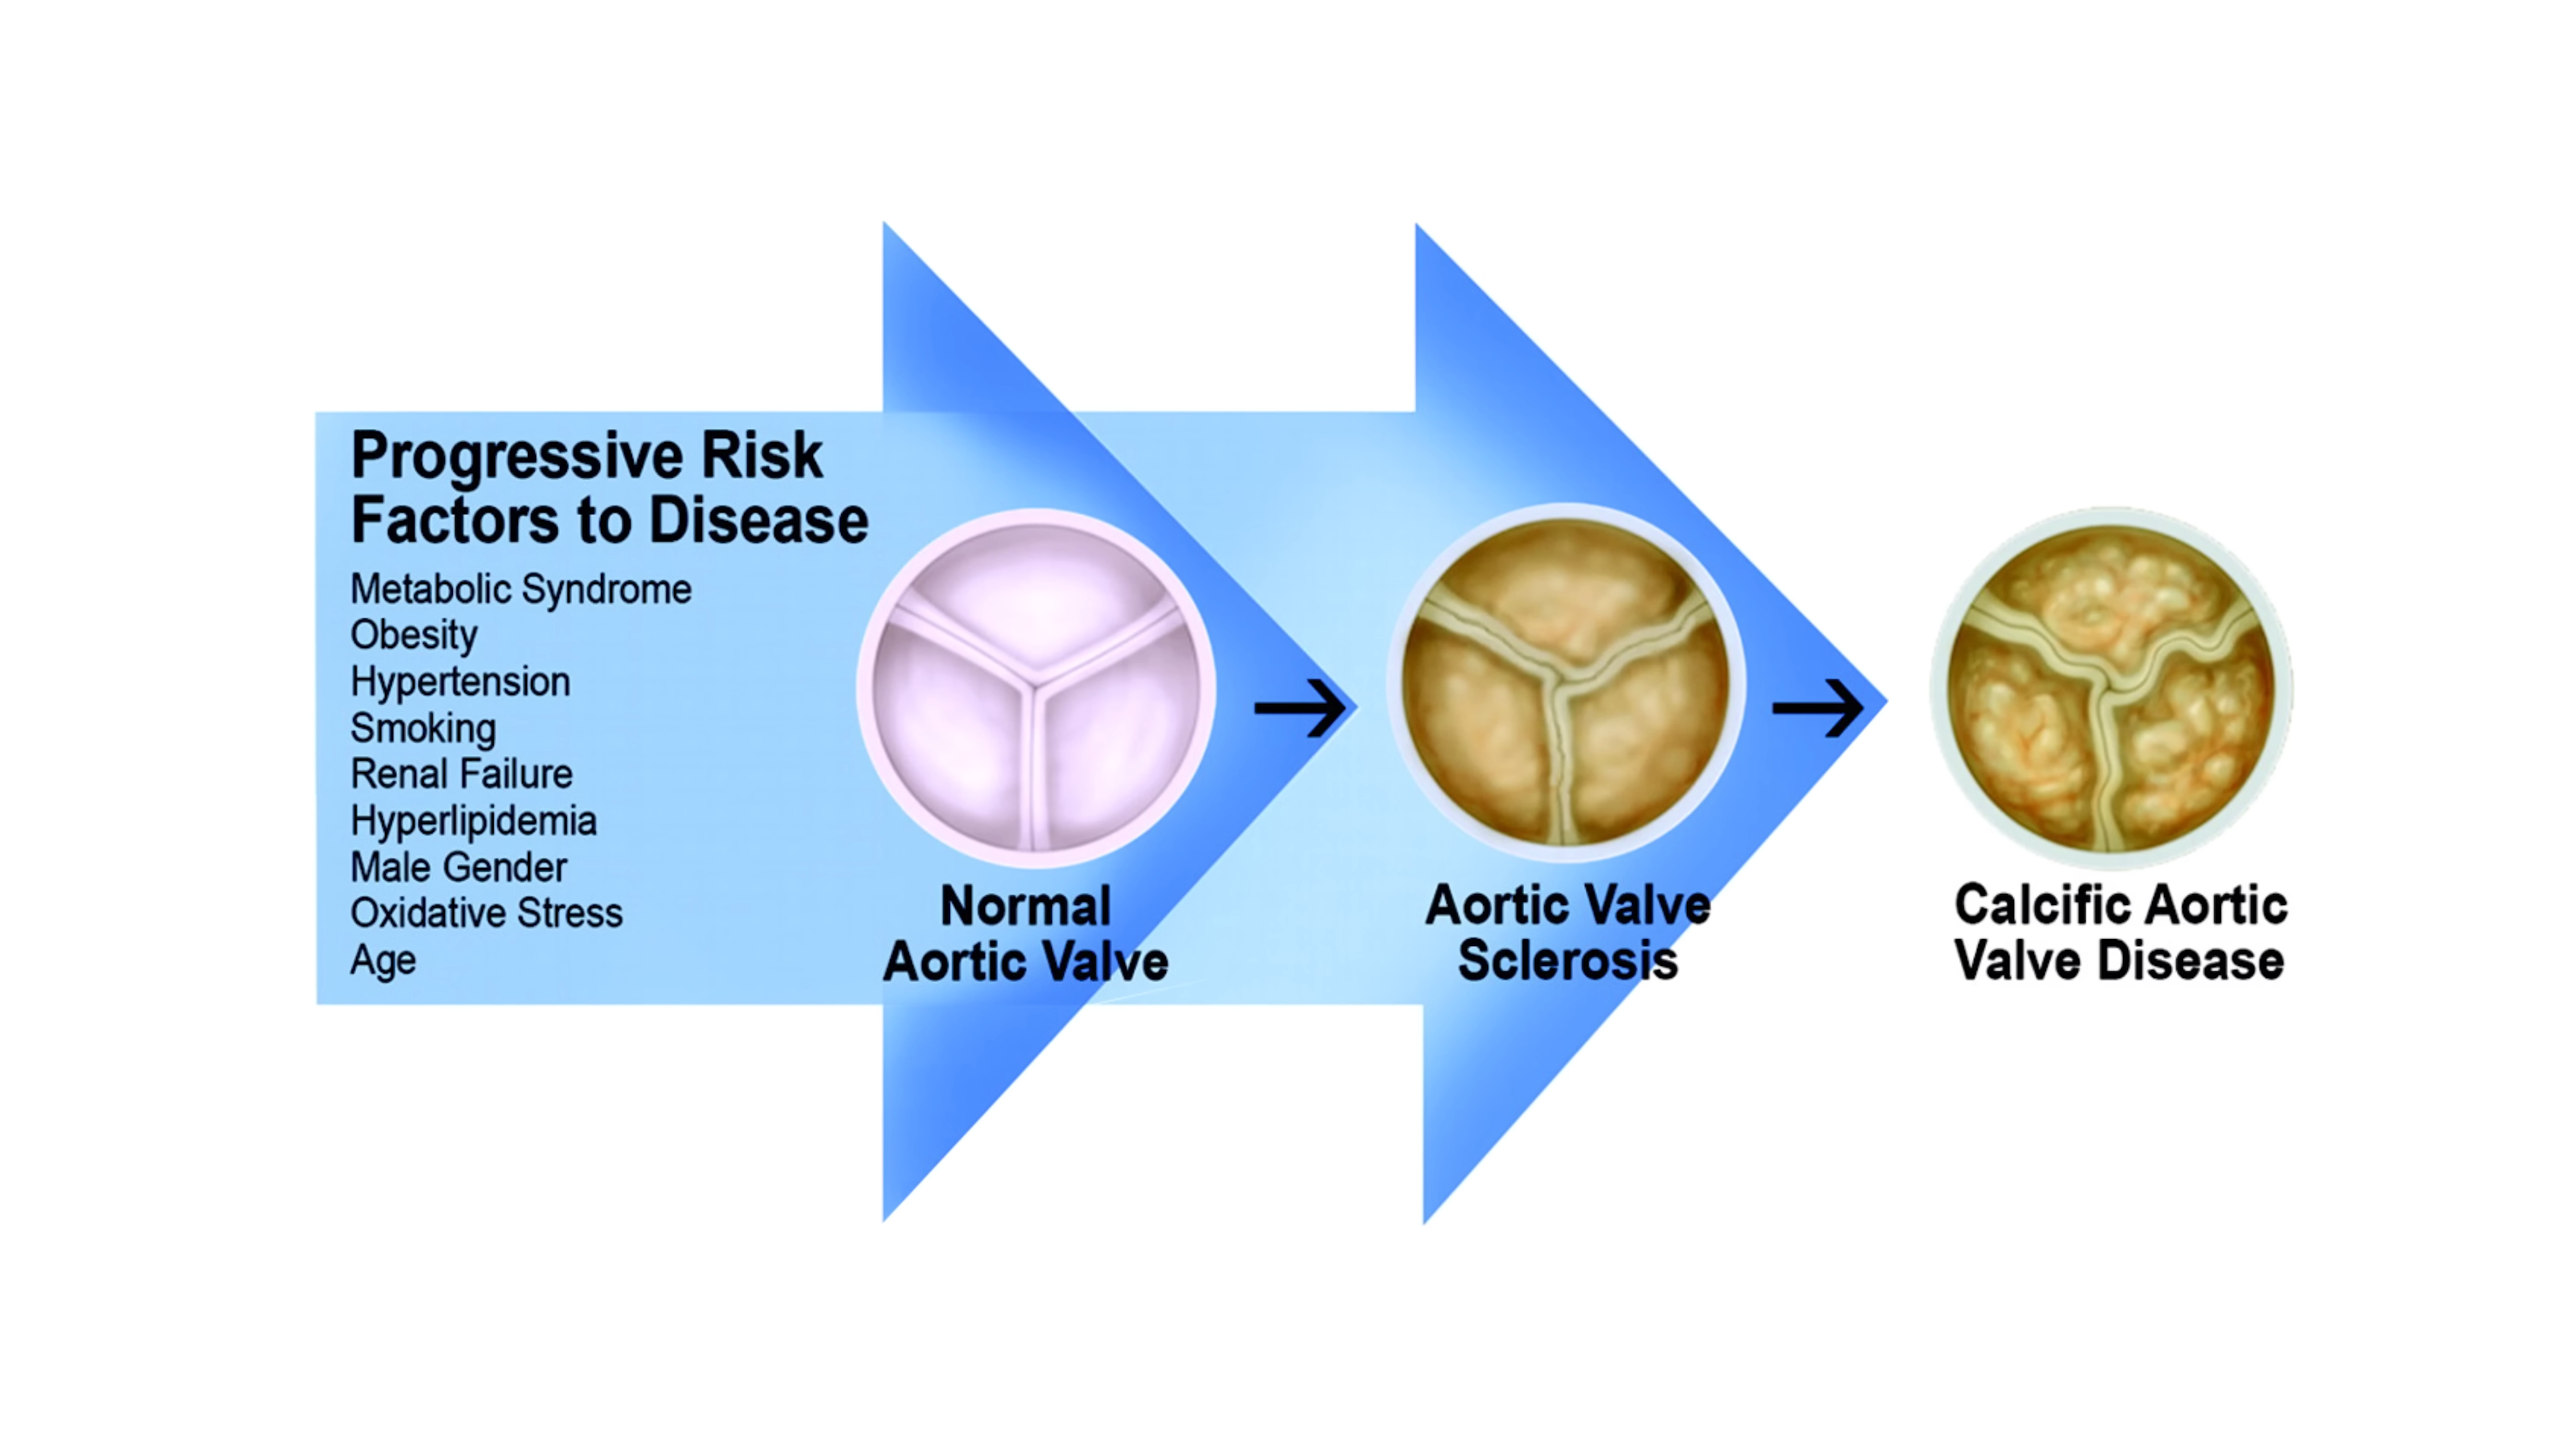 Progressive Risk
Factors to Disease
Metabolic Syndrome
Obesity
Hypertension
Smoking
Renal Failure
Hyperlipidemia
Male Gender
Oxidative Stress
Age
Normal
Aortic Valve
Aortic Valve
Sclerosis
Calcific Aortic
Valve Disease